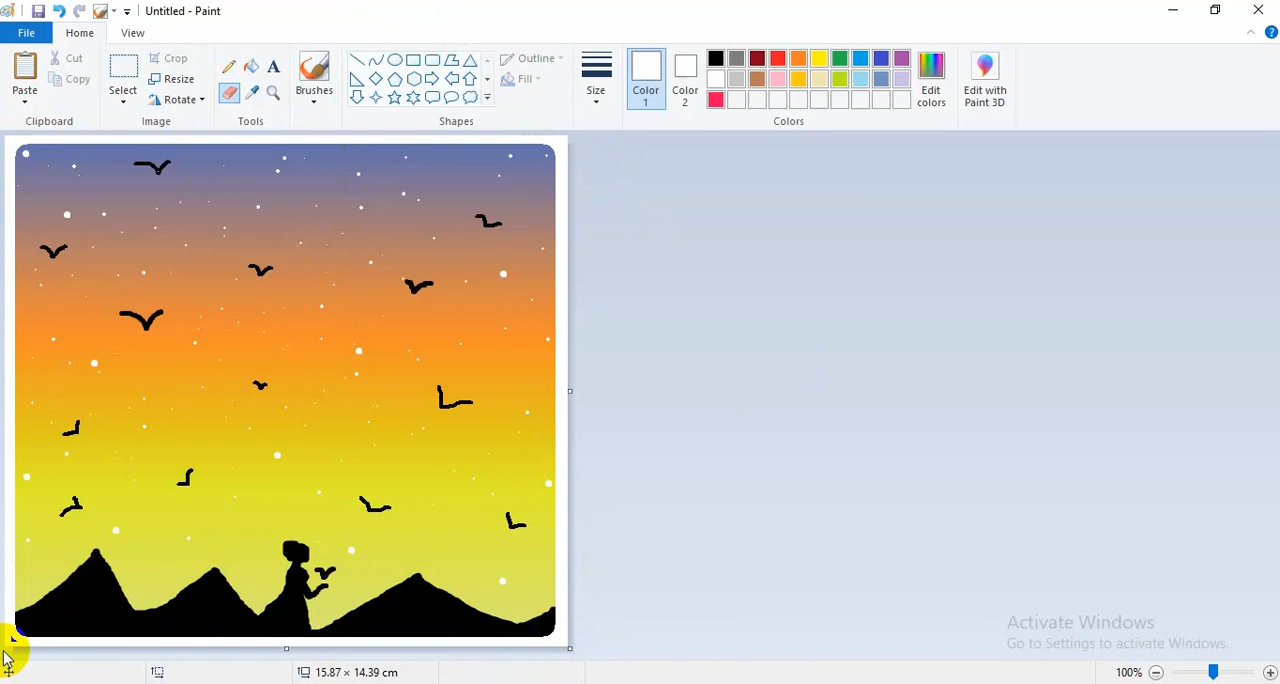 Untitled - Paint
File Home View
Paste
Cut
Copy
Clipboard
Select
Crop
Resize
Rotate
Image
A
Tools
Brushes
Outline
Fill
Shapes
Size
Color 1
Color 2
Edit colors
Colors
Edit with Paint 3D
Activate Windows
Go to Settings to activate Windows.
15.87 × 14.39 cm
100%